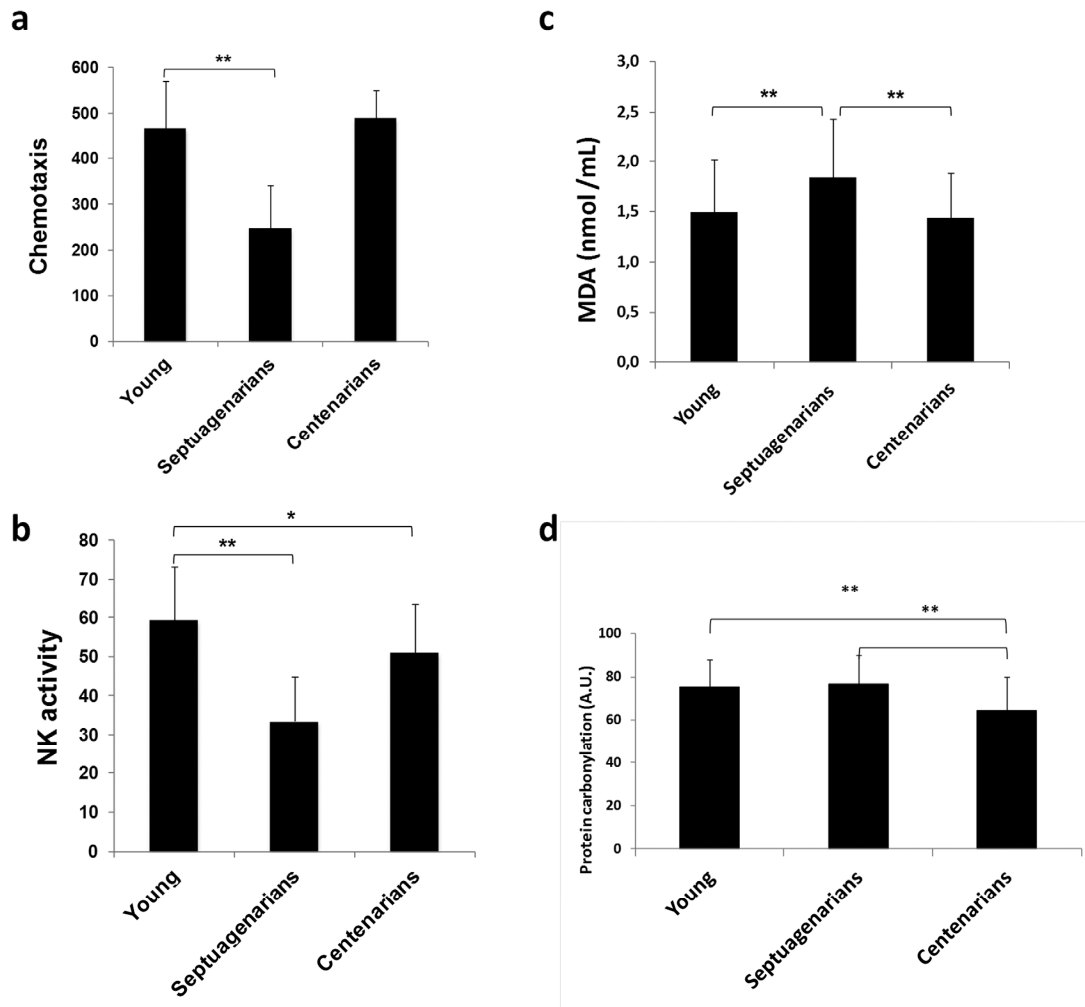 a
Chemotaxis
600
500
400
300
200
100
0
**
Young
Septuagenarians
Centenarians
c
MDA (nmol /mL)
3,0
2,5
2,0
1,5
1,0
0,5
0,0
**
**
Young
Septuagenarians
Centenarians
b
NK activity
80
70
60
50
40
30
20
10
0
*
**
Young
Septuagenarians
Centenarians
d
Protein carbonylation (A.U.)
100
80
60
40
20
0
**
**
Young
Septuagenarians
Centenarians